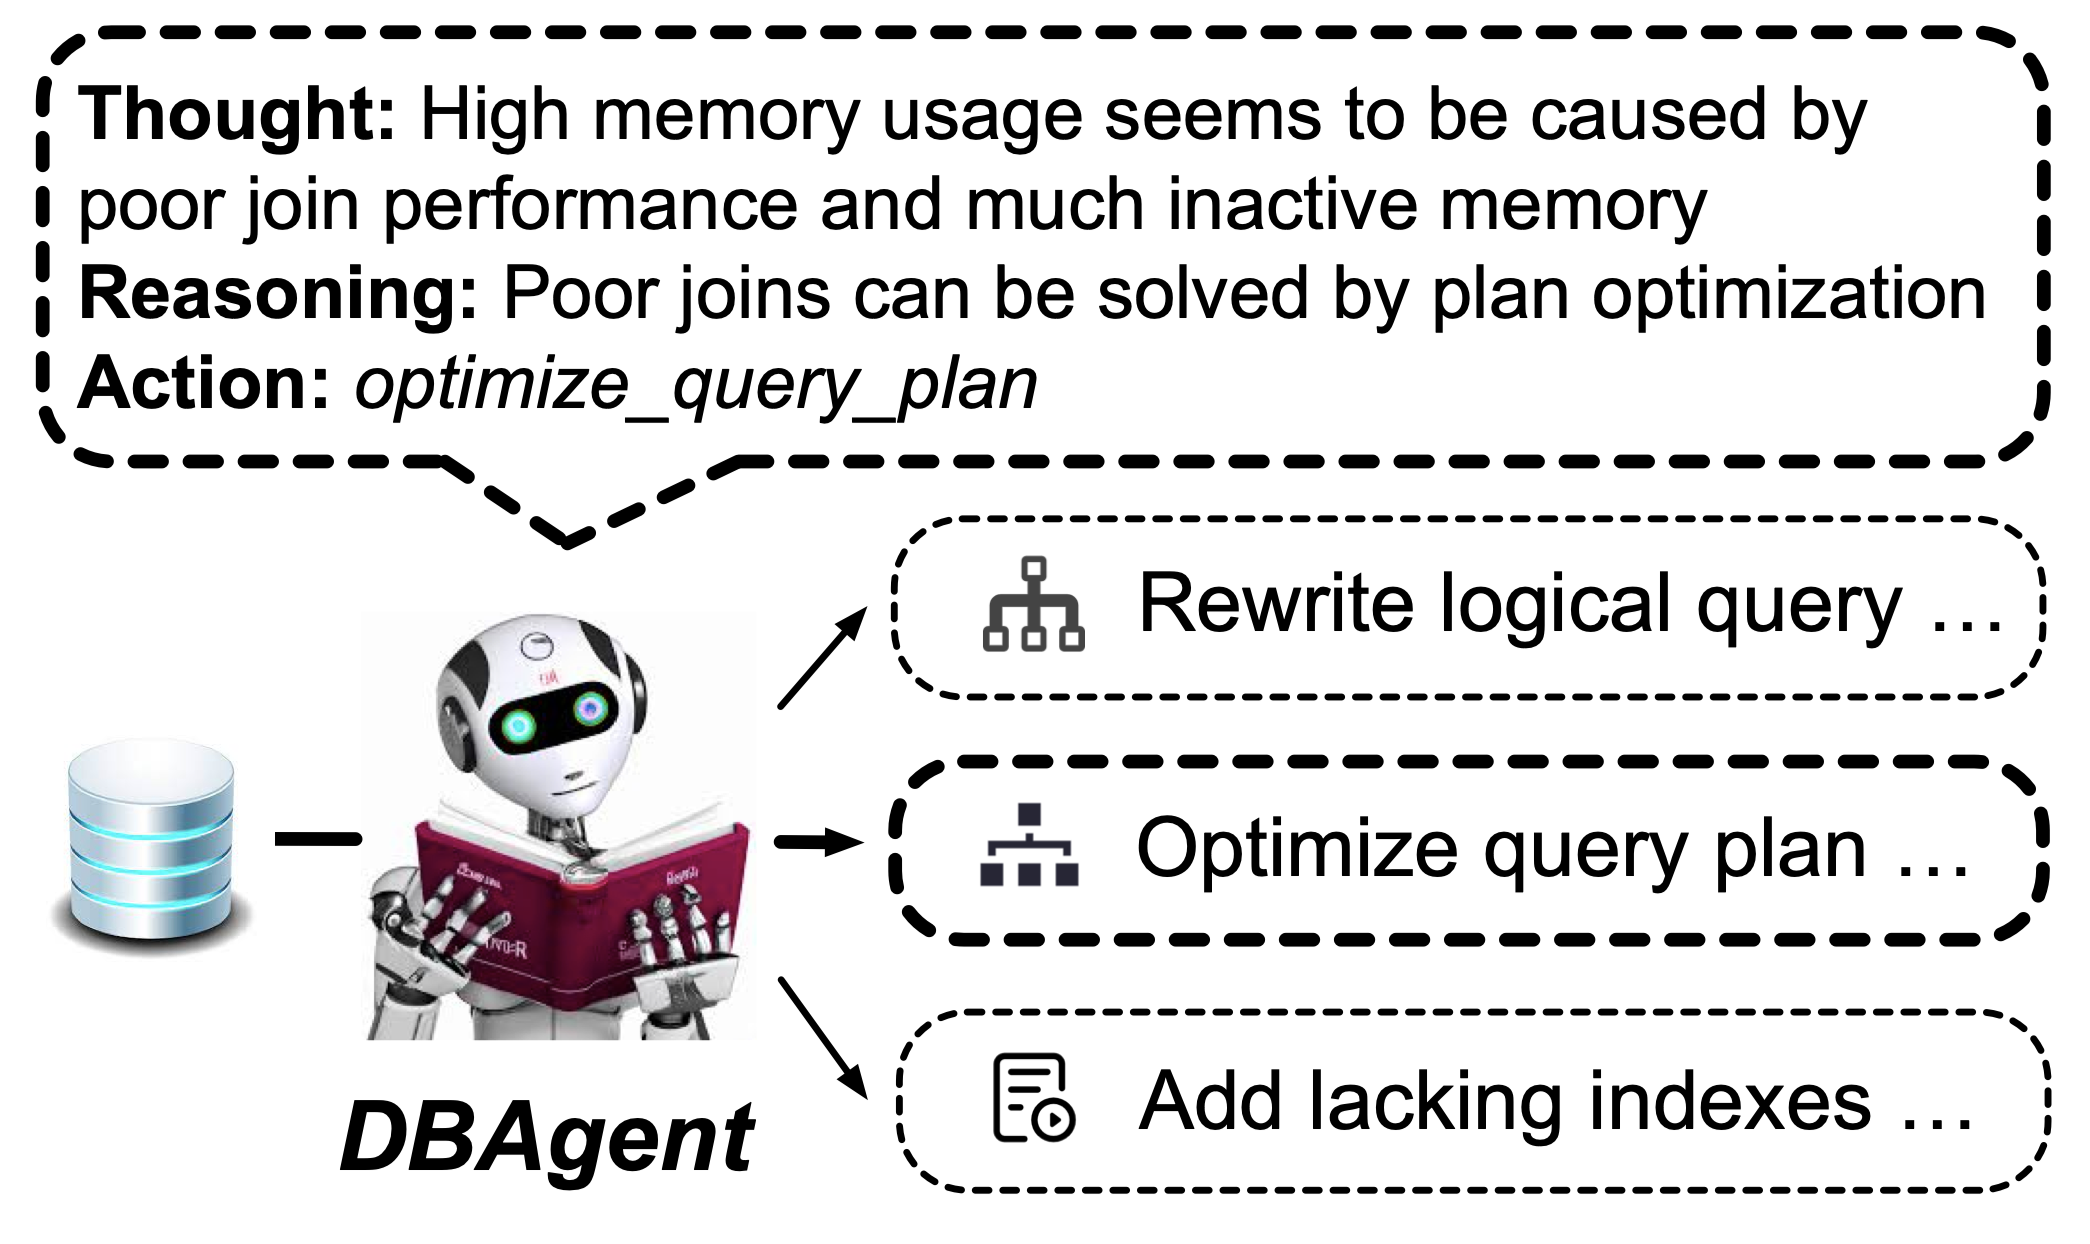 Thought: High memory usage seems to be caused by
poor join performance and much inactive memory
Reasoning: Poor joins can be solved by plan optimization
Action: optimize_query_plan
Rewrite logical query …
Optimize query plan …
Add lacking indexes …
DBAgent